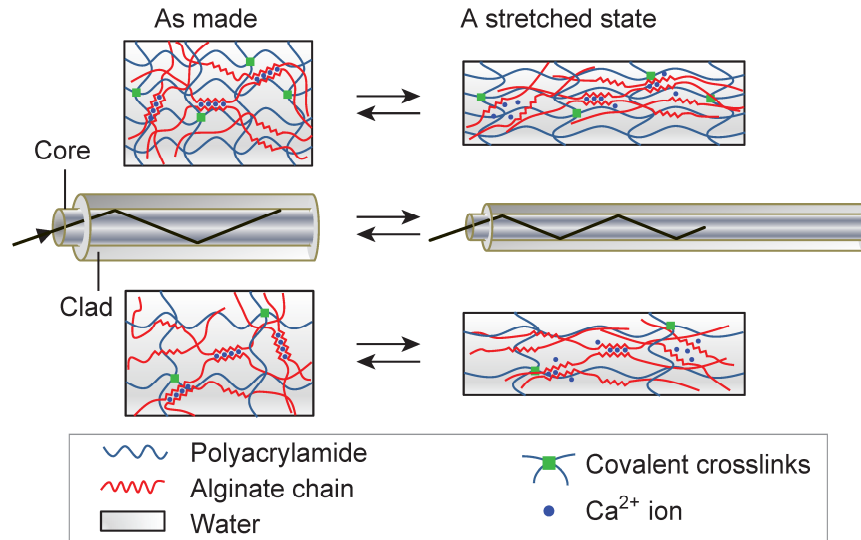 As made
A stretched state
Core
Clad
Polyacrylamide
Alginate chain
Water
Covalent crosslinks
Ca²⁺ ion